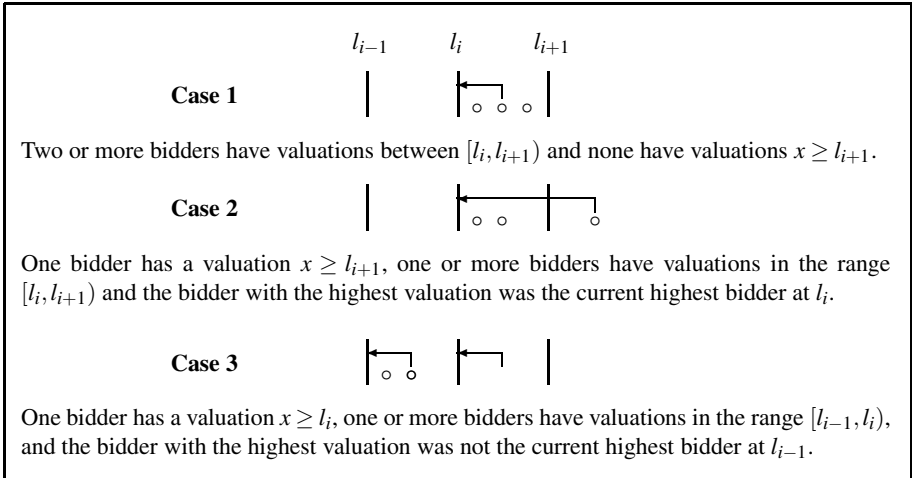 l_{i−1} l_i l_{i+1}
Case 1
Two or more bidders have valuations between [l_i, l_{i+1}) and none have valuations x ≥ l_{i+1}.
Case 2
One bidder has a valuation x ≥ l_{i+1}, one or more bidders have valuations in the range
[l_i, l_{i+1}) and the bidder with the highest valuation was the current highest bidder at l_i.
Case 3
One bidder has a valuation x ≥ l_i, one or more bidders have valuations in the range [l_{i−1}, l_i),
and the bidder with the highest valuation was not the current highest bidder at l_{i−1}.